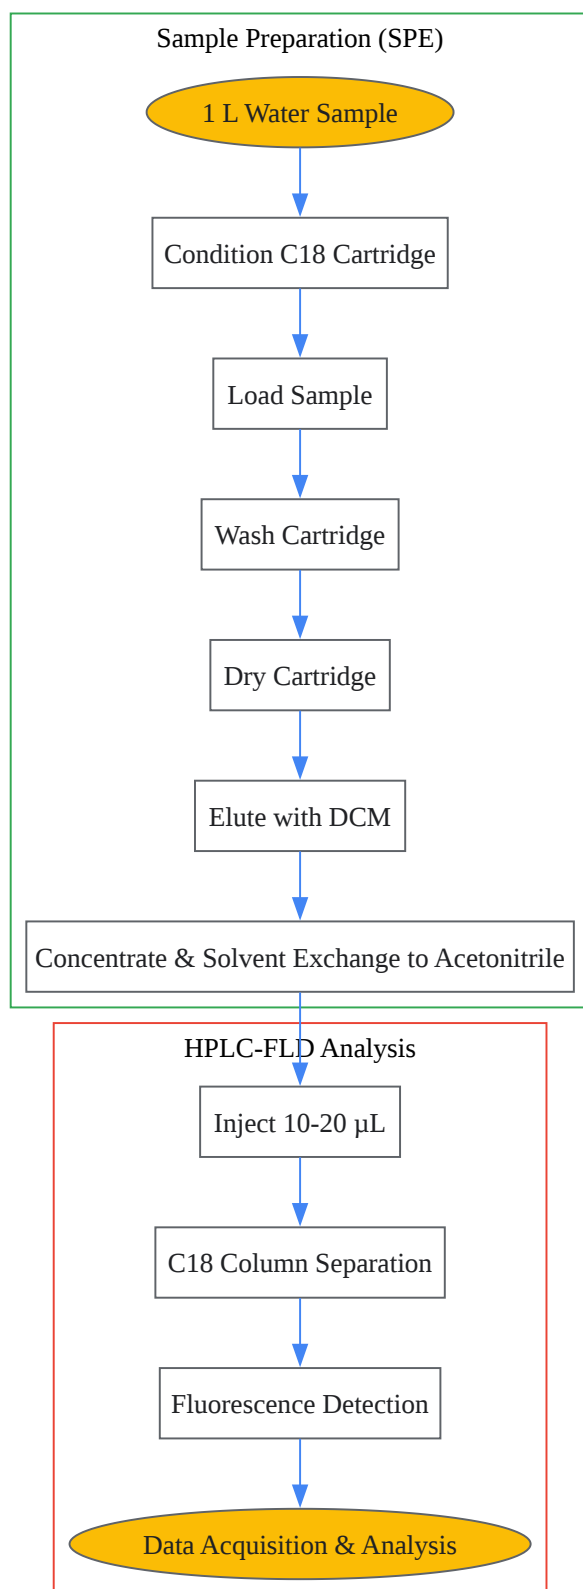 Sample Preparation (SPE)
1 L Water Sample
Condition C18 Cartridge
Load Sample
Wash Cartridge
Dry Cartridge
Elute with DCM
Concentrate & Solvent Exchange to Acetonitrile
HPLC-FLD Analysis
Inject 10-20 µL
C18 Column Separation
Fluorescence Detection
Data Acquisition & Analysis